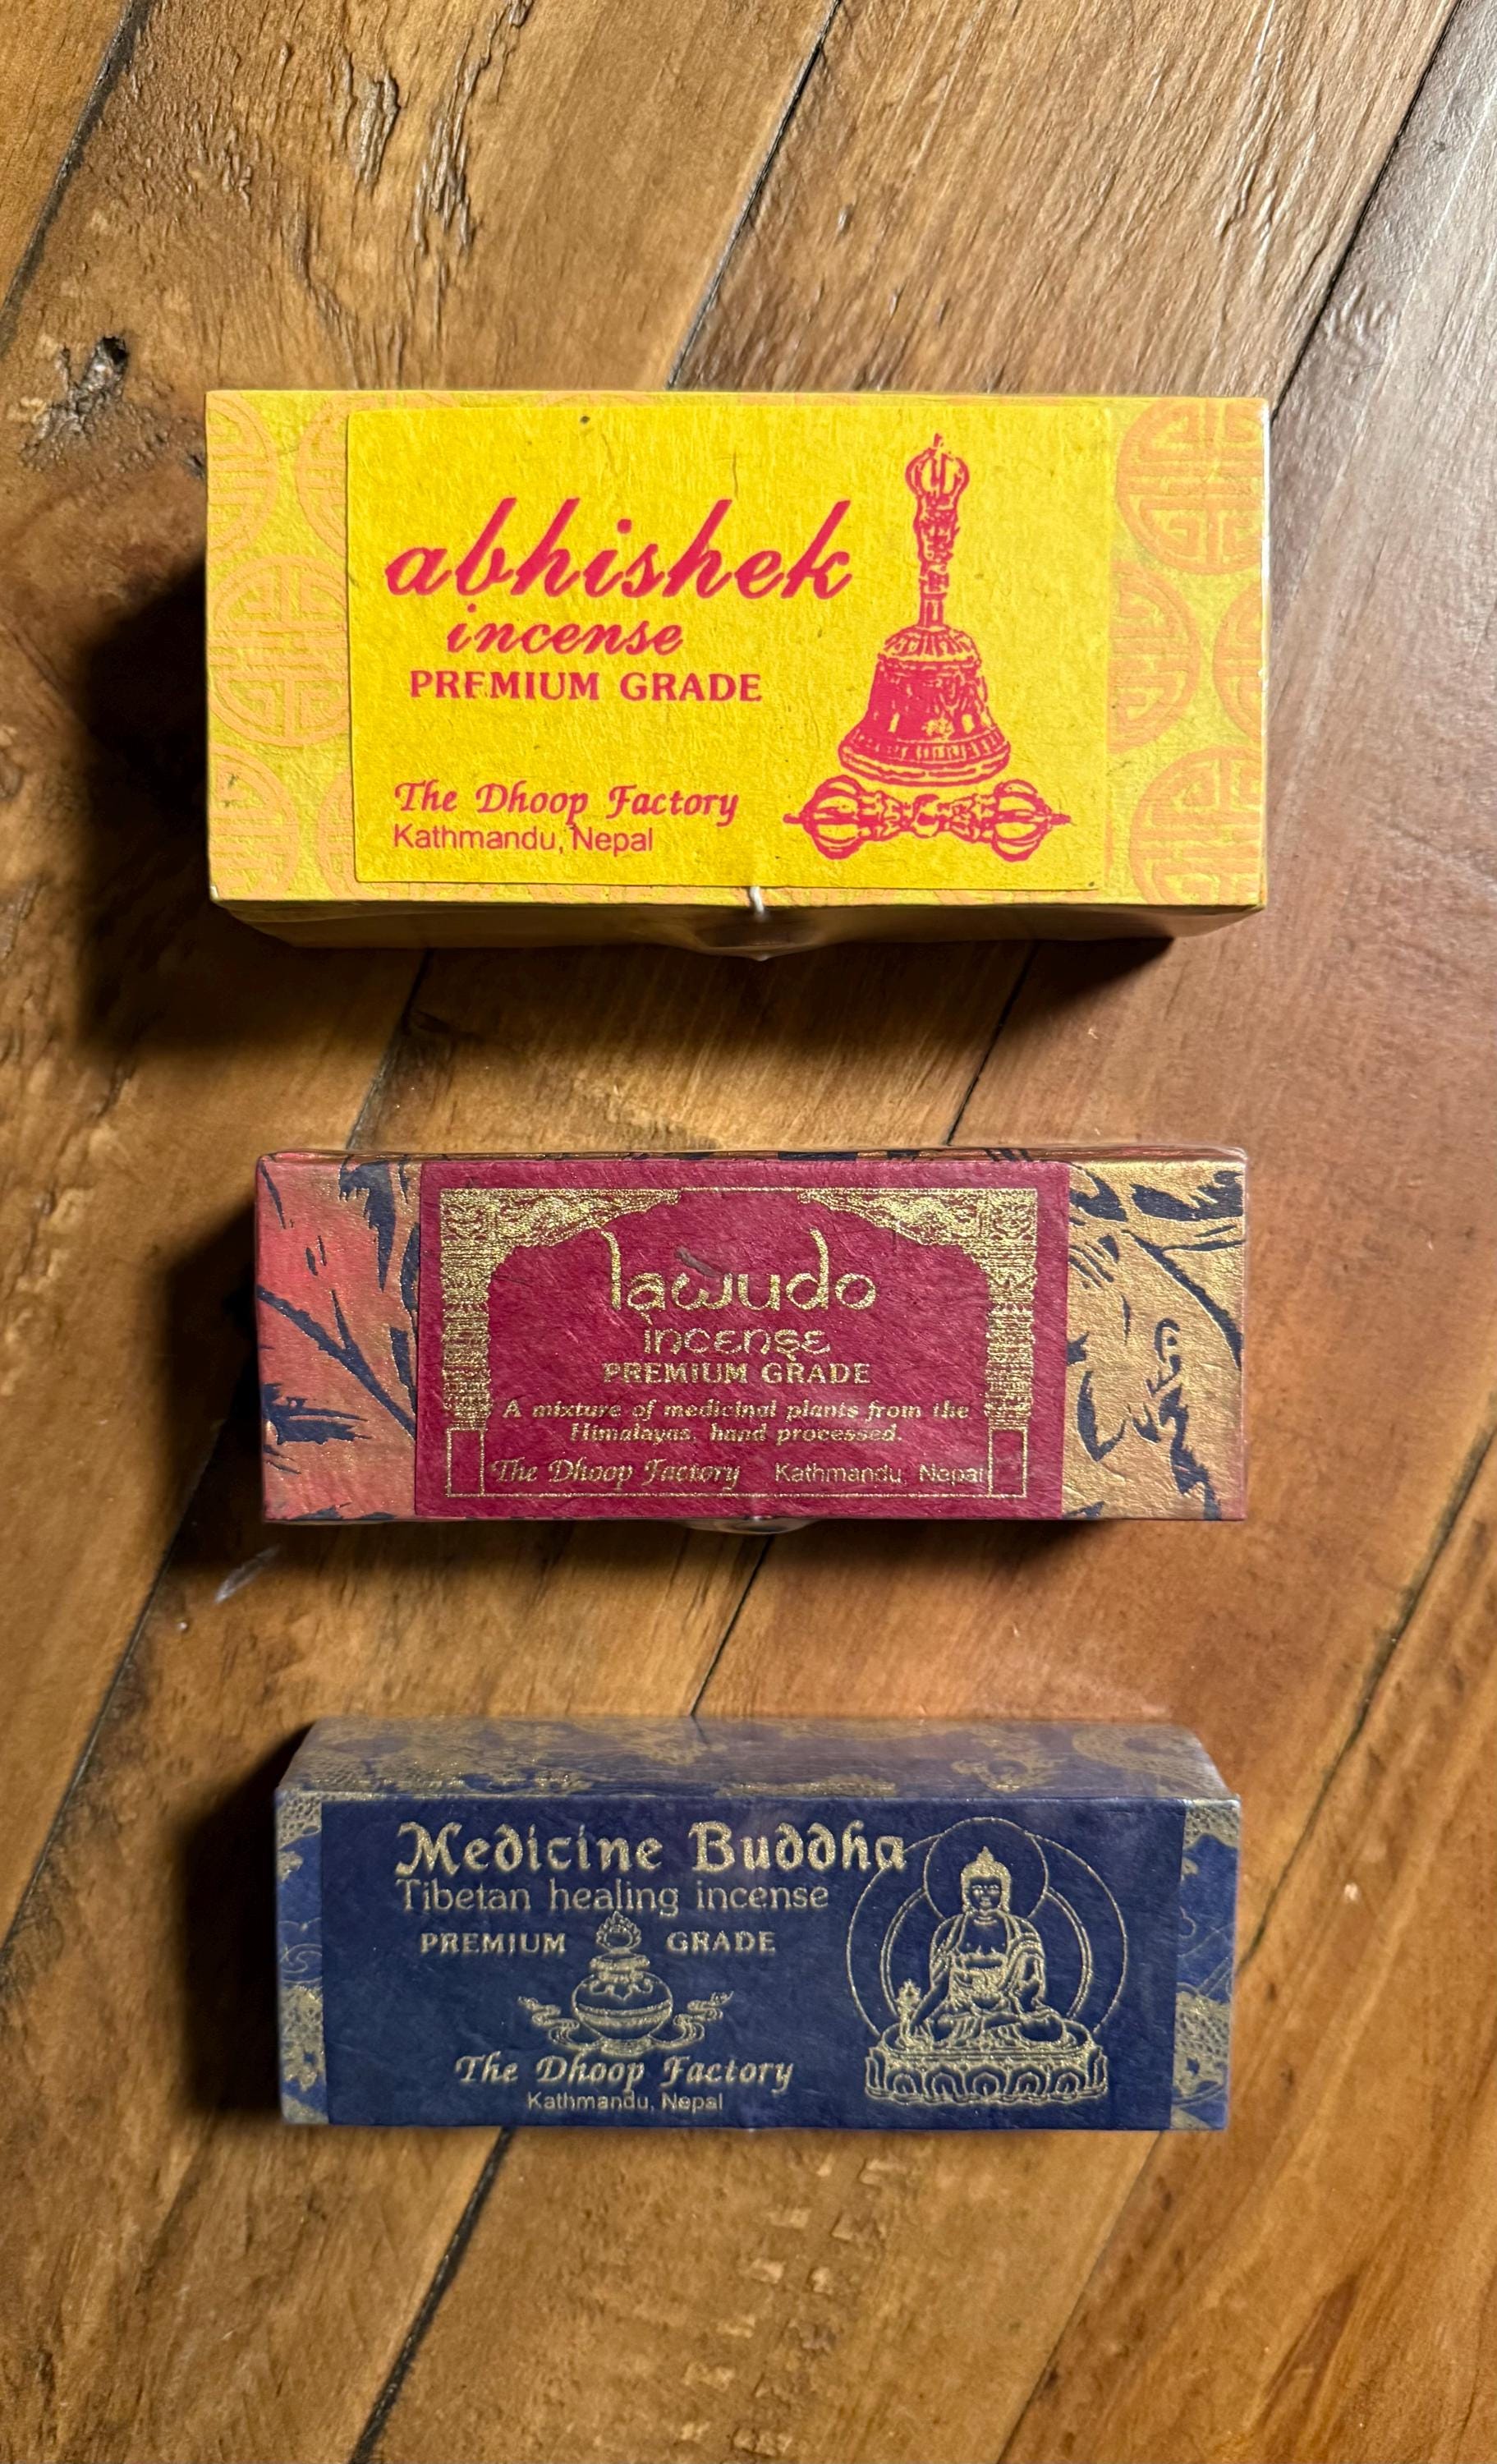 abhishek
incense
PREMIUM GRADE
The Dhoop Factory
Kathmandu, Nepal
lawudo
incense
PREMIUM GRADE
A mixture of medicinal plants from the
Himalayas, hand processed.
The Dhoop Factory Kathmandu, Nepal
Medicine Buddha
Tibetan healing incense
PREMIUM GRADE
The Dhoop Factory
Kathmandu, Nepal